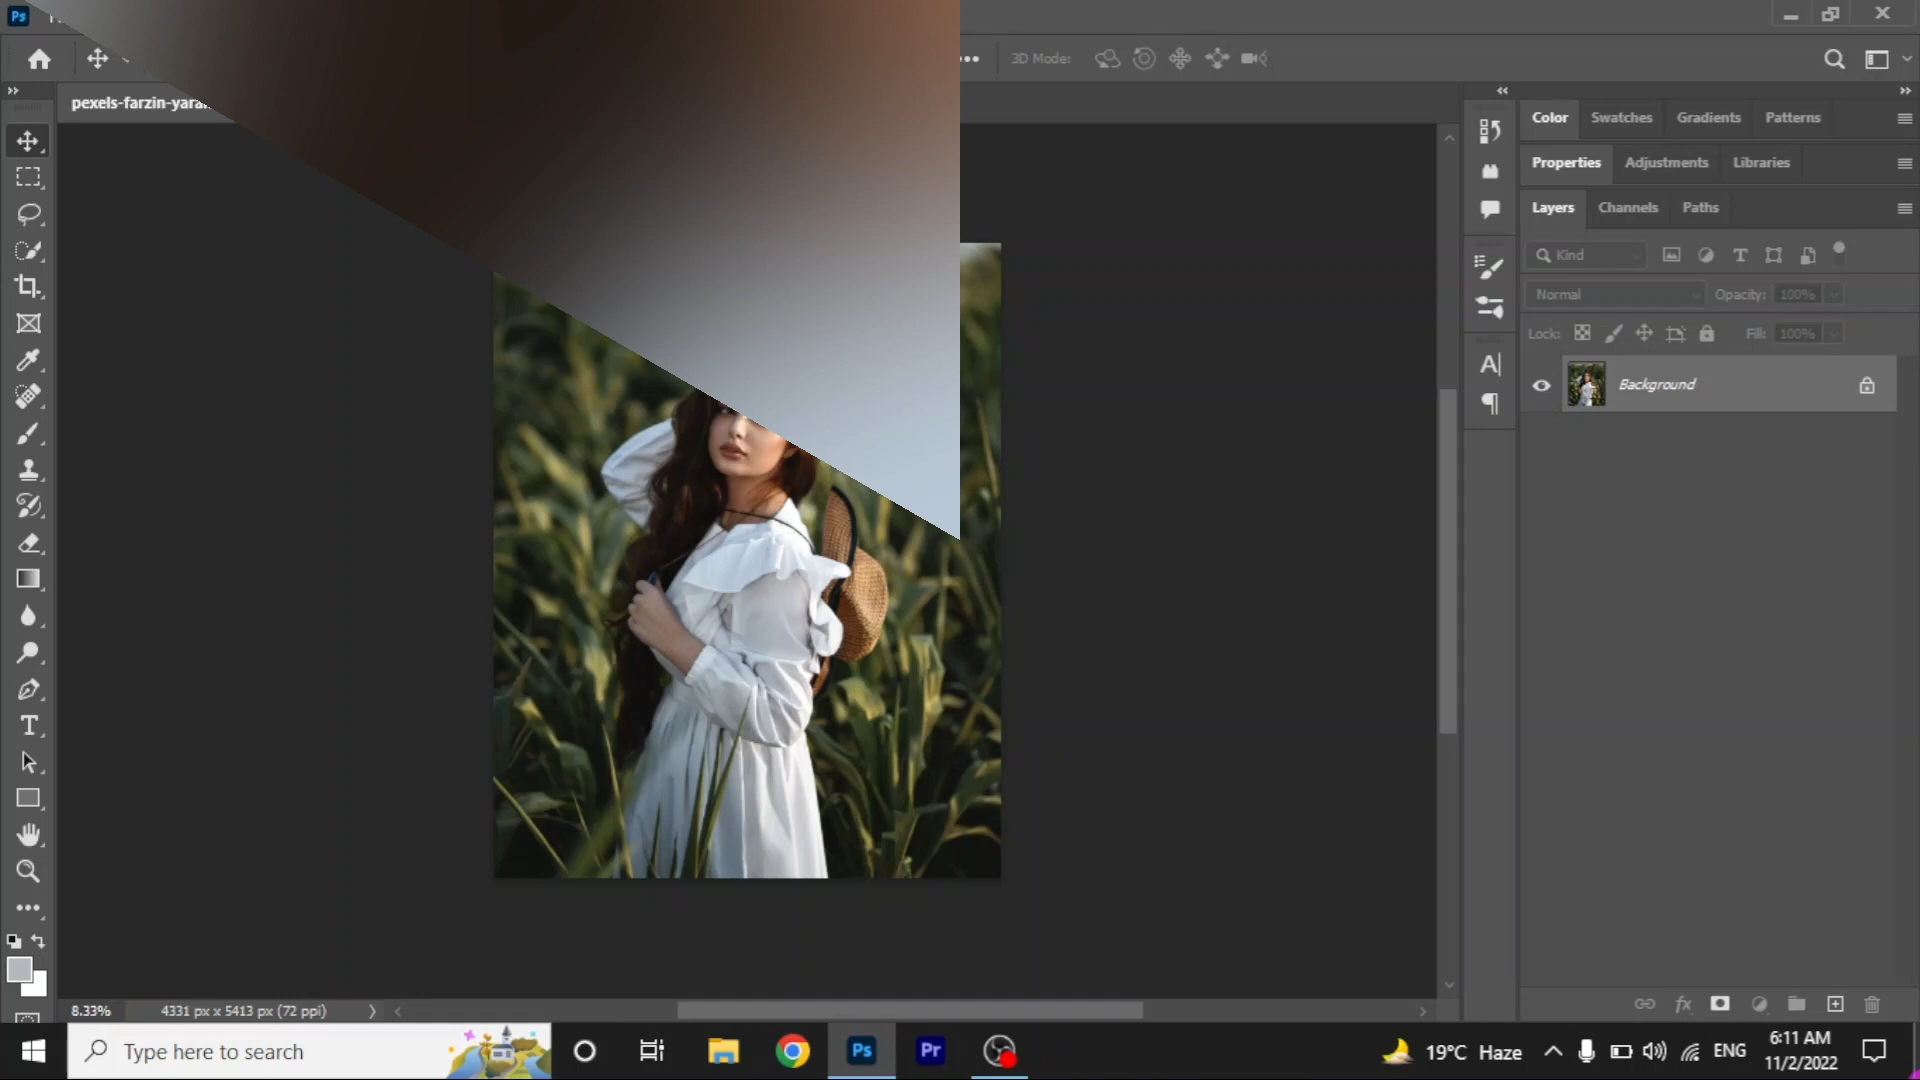 Ps
3D Mode:
pexels-farzin-yara
Color
Swatches
Gradients
Patterns
Properties
Adjustments
Libraries
Layers
Channels
Paths
Kind
Normal
Opacity:
100%
Lock:
Fill:
100%
Background
8.33%
4331 px x 5413 px (72 ppi)
Type here to search
Ps
Pr
19°C Haze
ENG
6:11 AM
11/2/2022